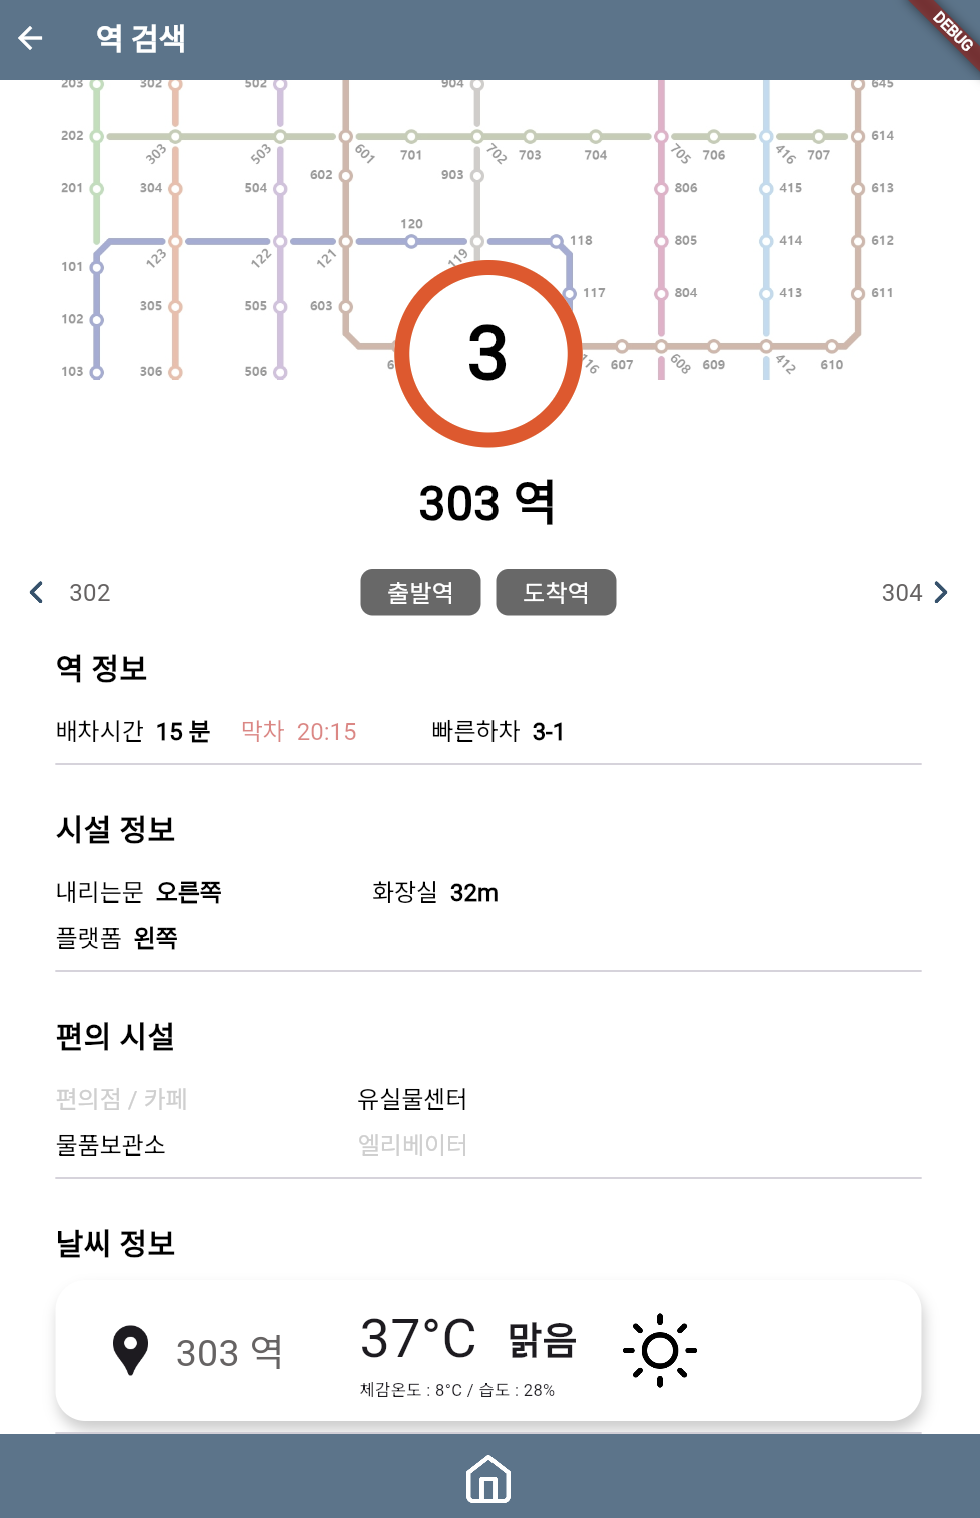 역 검색
DEBUG
203 302 502 904 645
202 614
303 503 601 701 702 703 704 705 706 416 707
602 903
201 304 504 806 415 613
120
123 122 121 119 118 805 414 612
101
305 505 603 117 804 413 611
102
103 306 506 6 116 607 608 609 412 610
3
303 역
302 출발역 도착역 304
역 정보
배차시간 15 분 막차 20:15 빠른하차 3-1
시설 정보
내리는문 오른쪽 화장실 32m
플랫폼 왼쪽
편의 시설
편의점 / 카페 유실물센터
물품보관소 엘리베이터
날씨 정보
303 역 37°C 맑음
체감온도 : 8°C / 습도 : 28%